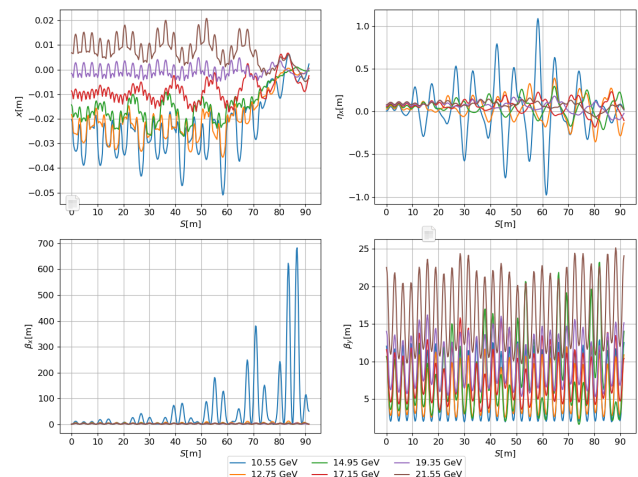 0.02
0.01
0.00
−0.01
−0.02
−0.03
−0.04
−0.05
x[m]
0 10 20 30 40 50 60 70 80 90
S[m]
1.0
0.5
0.0
−0.5
−1.0
ηx[m]
0 10 20 30 40 50 60 70 80 90
S[m]
700
600
500
400
300
200
100
0
βx[m]
0 10 20 30 40 50 60 70 80 90
S[m]
25
20
15
10
5
βy[m]
0 10 20 30 40 50 60 70 80 90
S[m]
10.55 GeV 14.95 GeV 19.35 GeV
12.75 GeV 17.15 GeV 21.55 GeV